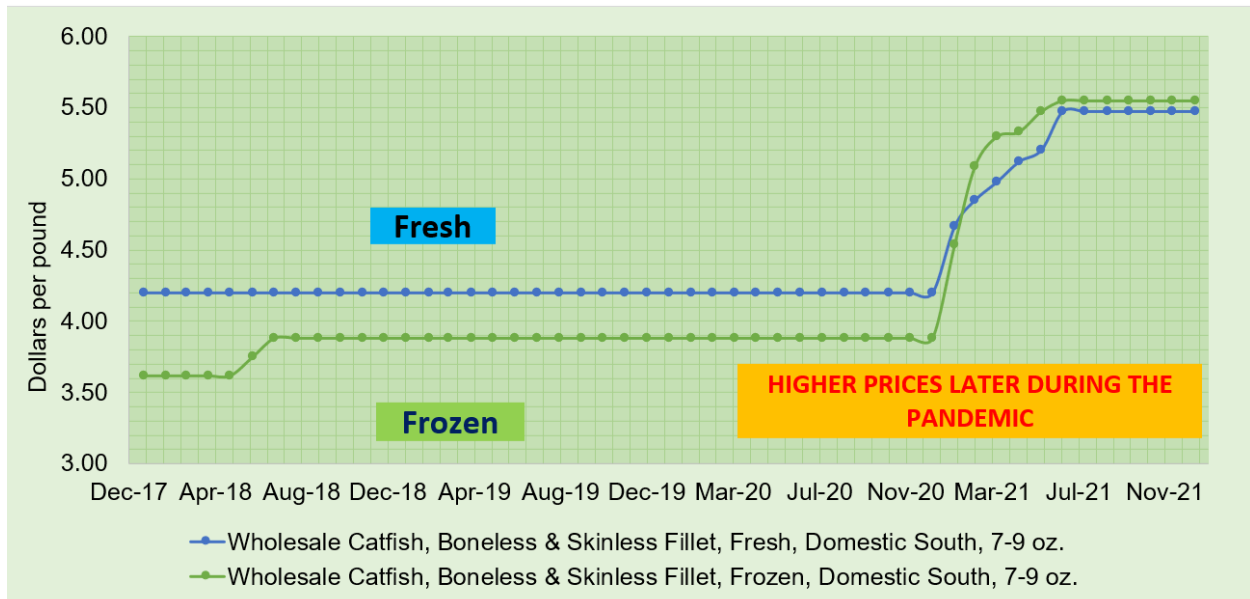 6.00
5.50
5.00
4.50
4.00
3.50
3.00
Dollars per pound
Fresh
Frozen
HIGHER PRICES LATER DURING THE
PANDEMIC
Dec-17 Apr-18 Aug-18 Dec-18 Apr-19 Aug-19 Dec-19 Mar-20 Jul-20 Nov-20 Mar-21 Jul-21 Nov-21
Wholesale Catfish, Boneless & Skinless Fillet, Fresh, Domestic South, 7-9 oz.
Wholesale Catfish, Boneless & Skinless Fillet, Frozen, Domestic South, 7-9 oz.